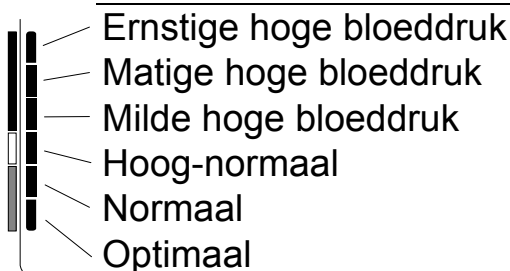 Ernstige hoge bloeddruk
Matige hoge bloeddruk
Milde hoge bloeddruk
Hoog-normaal
Normaal
Optimaal